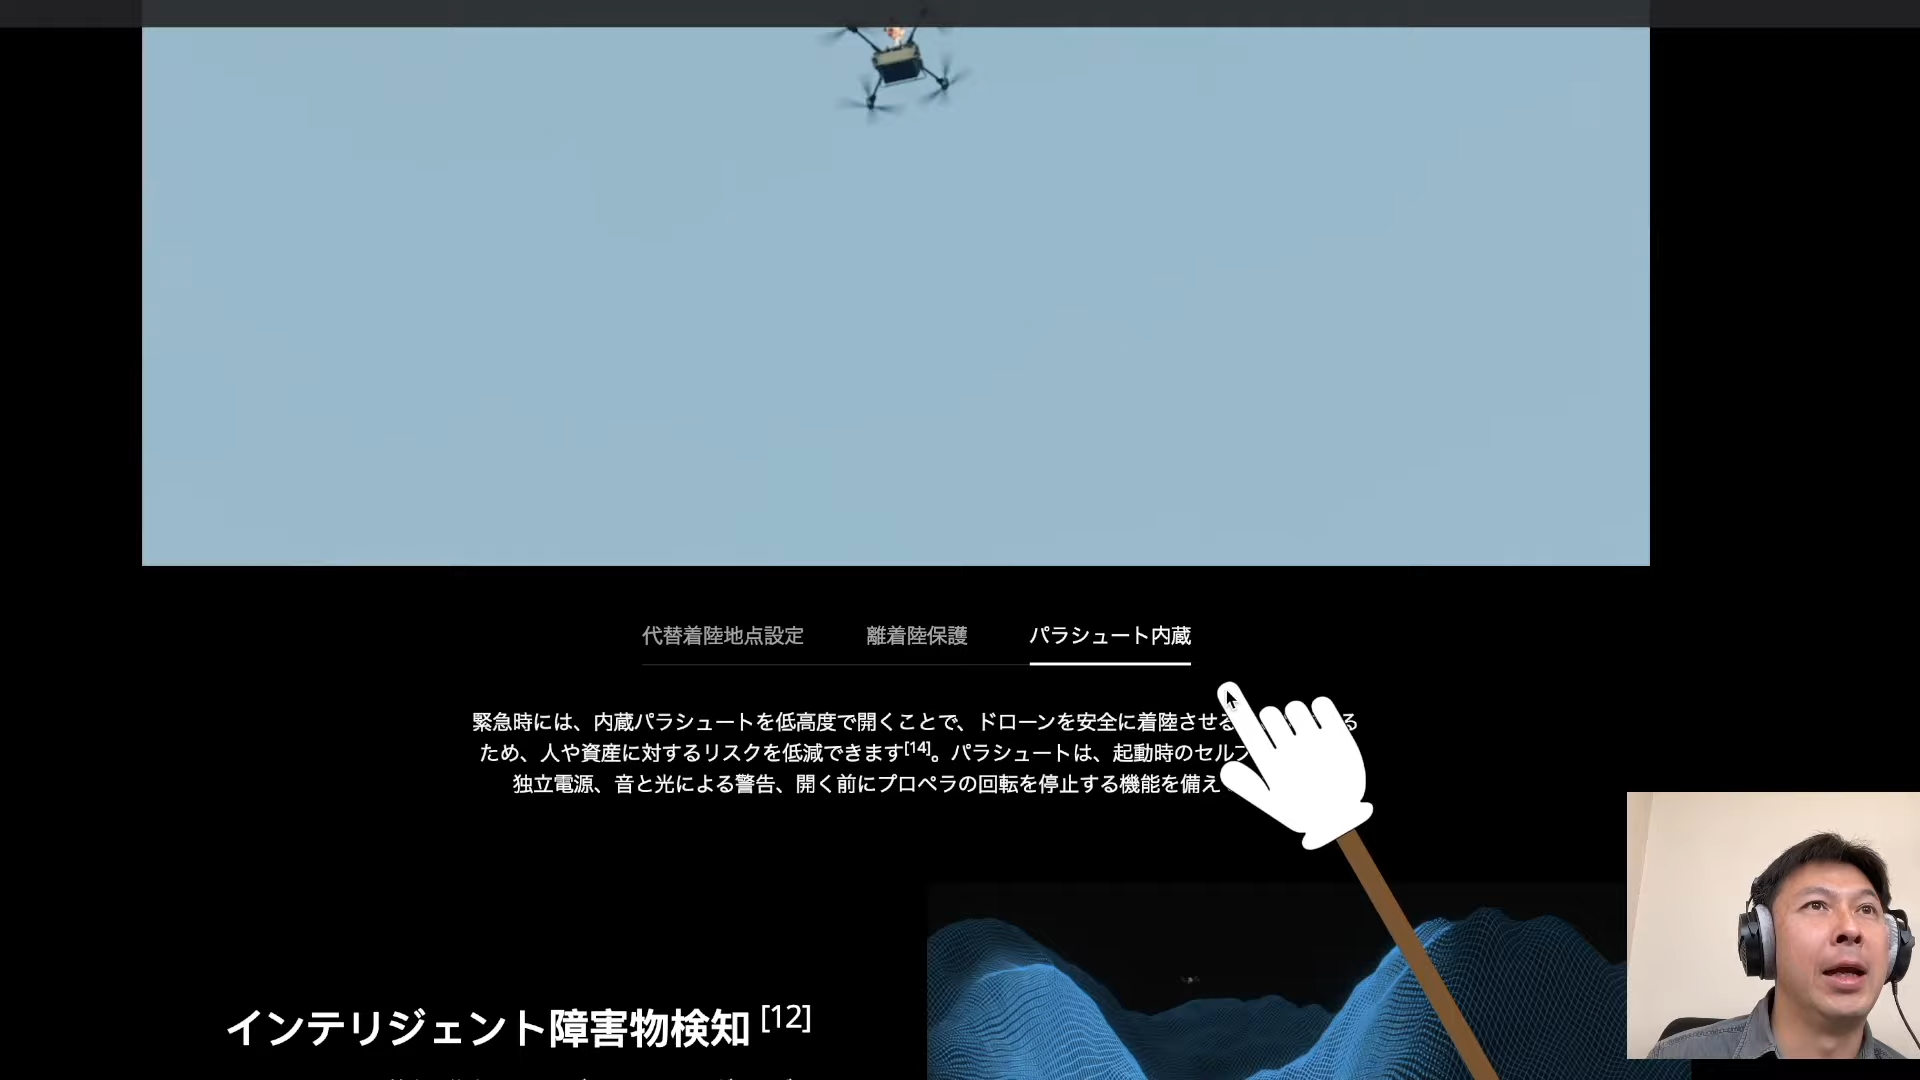 代替着陸地点設定 離着陸保護 パラシュート内蔵
緊急時には、内蔵パラシュートを低高度で開くことで、ドローンを安全に着陸させる る
ため、人や資産に対するリスクを低減できます[14]。パラシュートは、起動時のセルフ
独立電源、音と光による警告、開く前にプロペラの回転を停止する機能を備え
インテリジェント障害物検知 [12]